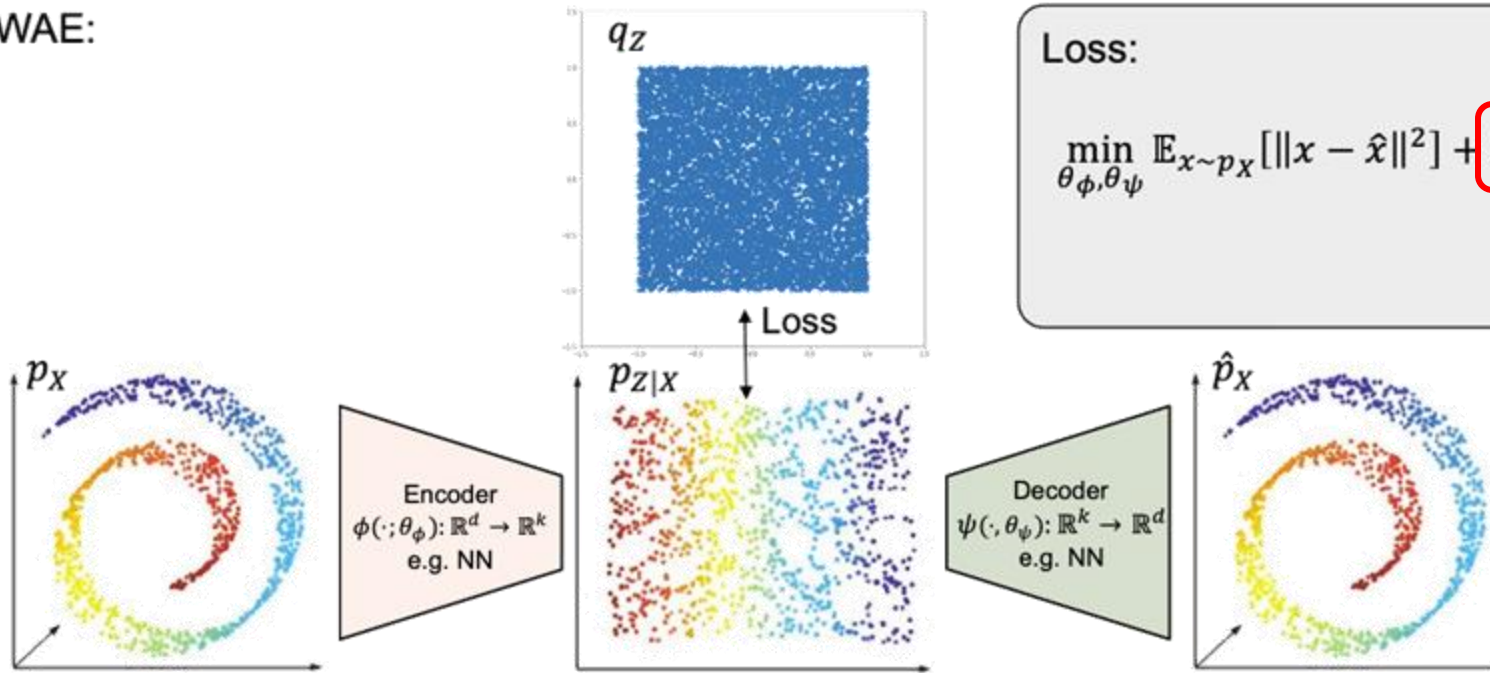 WAE:
q_Z
Loss:
min_{θ_ϕ,θ_ψ} 𝔼_{x~p_X}[‖x − x̂‖²] +
Loss
p_X
p_{Z|X}
p̂_X
Encoder
ϕ(·; θ_ϕ): ℝ^d → ℝ^k
e.g. NN
Decoder
ψ(·, θ_ψ): ℝ^k → ℝ^d
e.g. NN